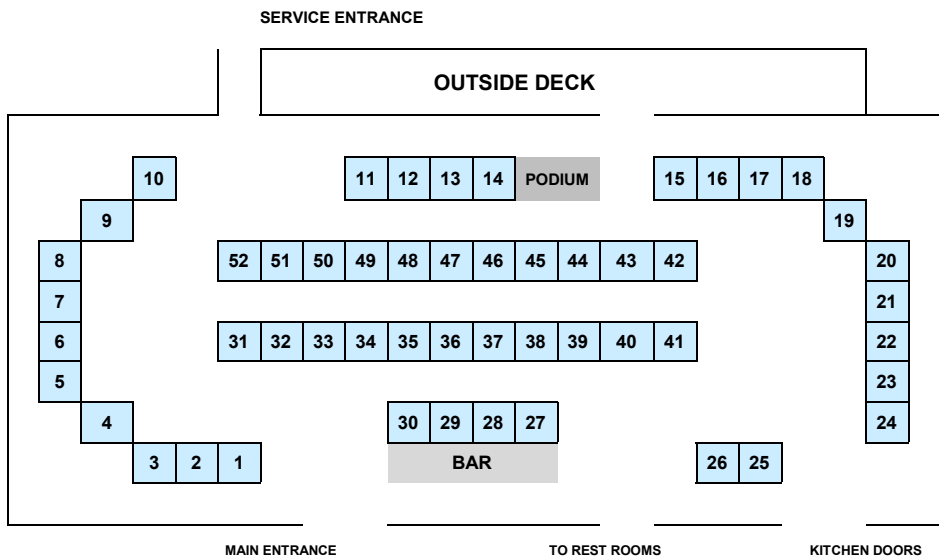 SERVICE ENTRANCE
OUTSIDE DECK
10 11 12 13 14 PODIUM 15 16 17 18
9 19
8 52 51 50 49 48 47 46 45 44 43 42 20
7 21
6 31 32 33 34 35 36 37 38 39 40 41 22
5 23
4 30 29 28 27 24
3 2 1 BAR 26 25
MAIN ENTRANCE TO REST ROOMS KITCHEN DOORS